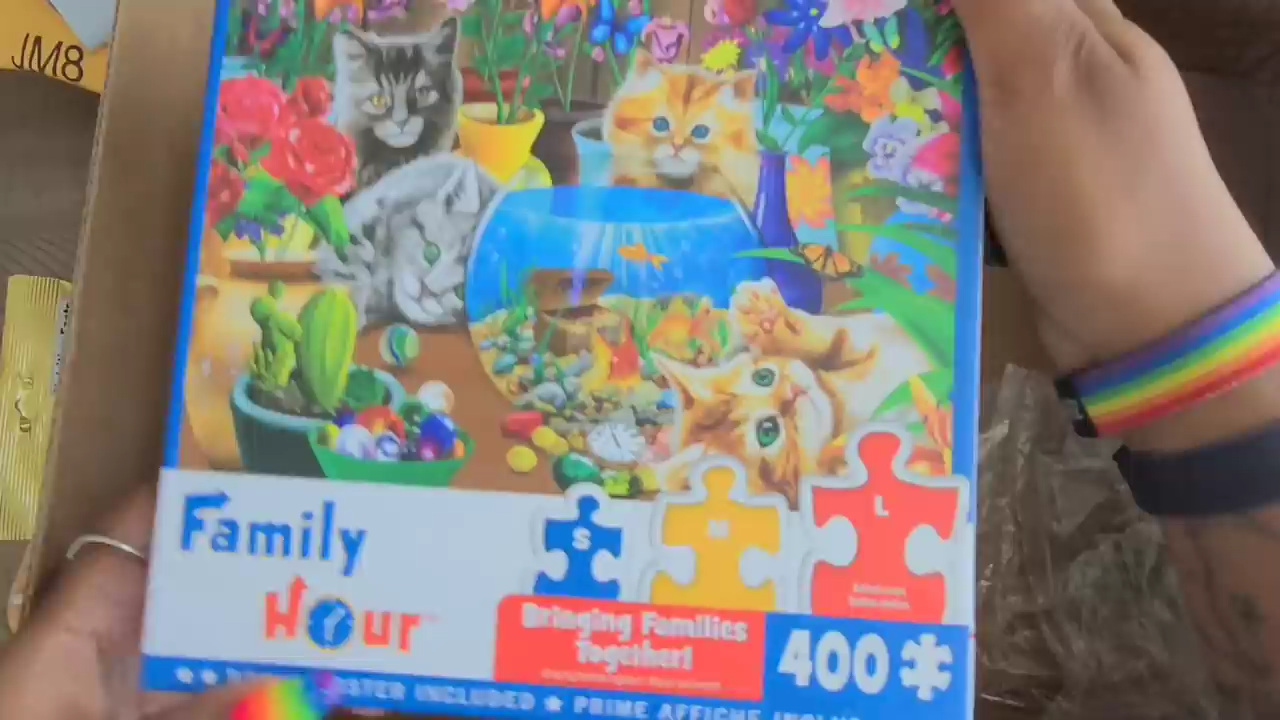 JM8
Family
Hour
S
M
L
Bringing Families
Together!
400
POSTER INCLUDED ★ PRIME AFFICHE